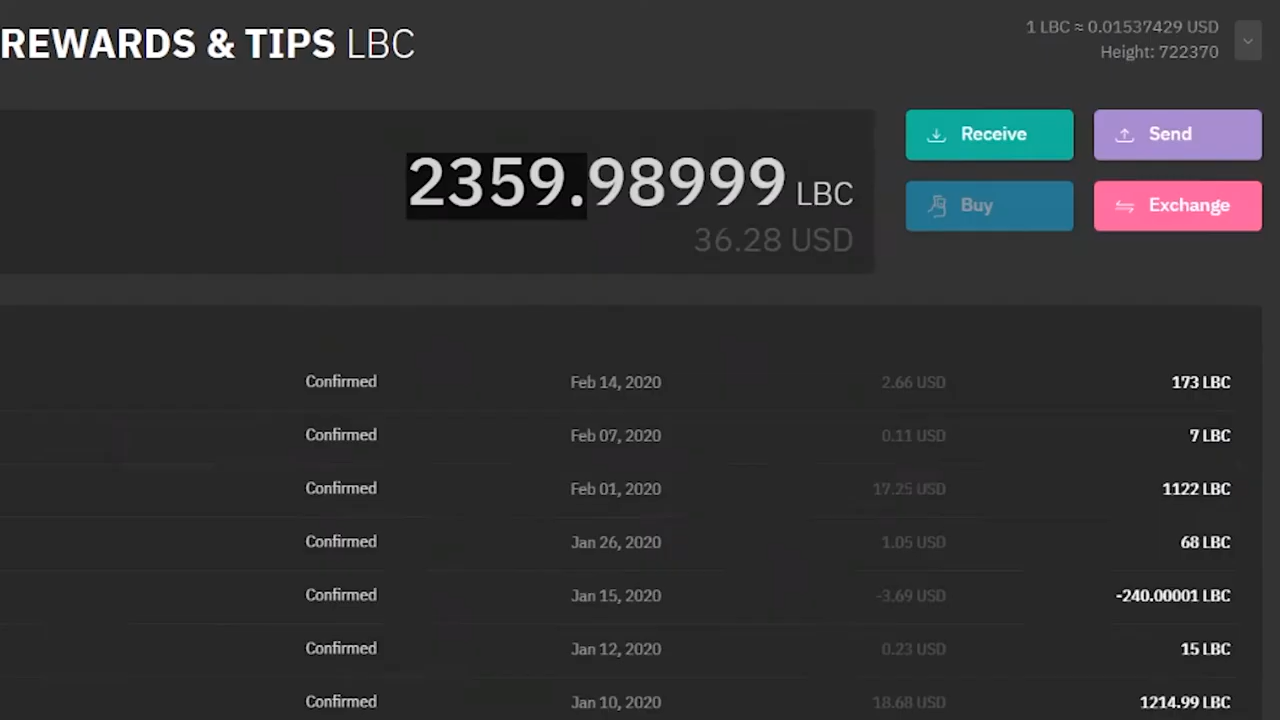 REWARDS & TIPS LBC
1 LBC ≈ 0.01537429 USD
Height: 722370
2359.98999 LBC
36.28 USD
Receive
Send
Buy
Exchange
Confirmed Feb 14, 2020 2.66 USD 173 LBC
Confirmed Feb 07, 2020 0.11 USD 7 LBC
Confirmed Feb 01, 2020 17.25 USD 1122 LBC
Confirmed Jan 26, 2020 1.05 USD 68 LBC
Confirmed Jan 15, 2020 -3.69 USD -240.00001 LBC
Confirmed Jan 12, 2020 0.23 USD 15 LBC
Confirmed Jan 10, 2020 18.68 USD 1214.99 LBC